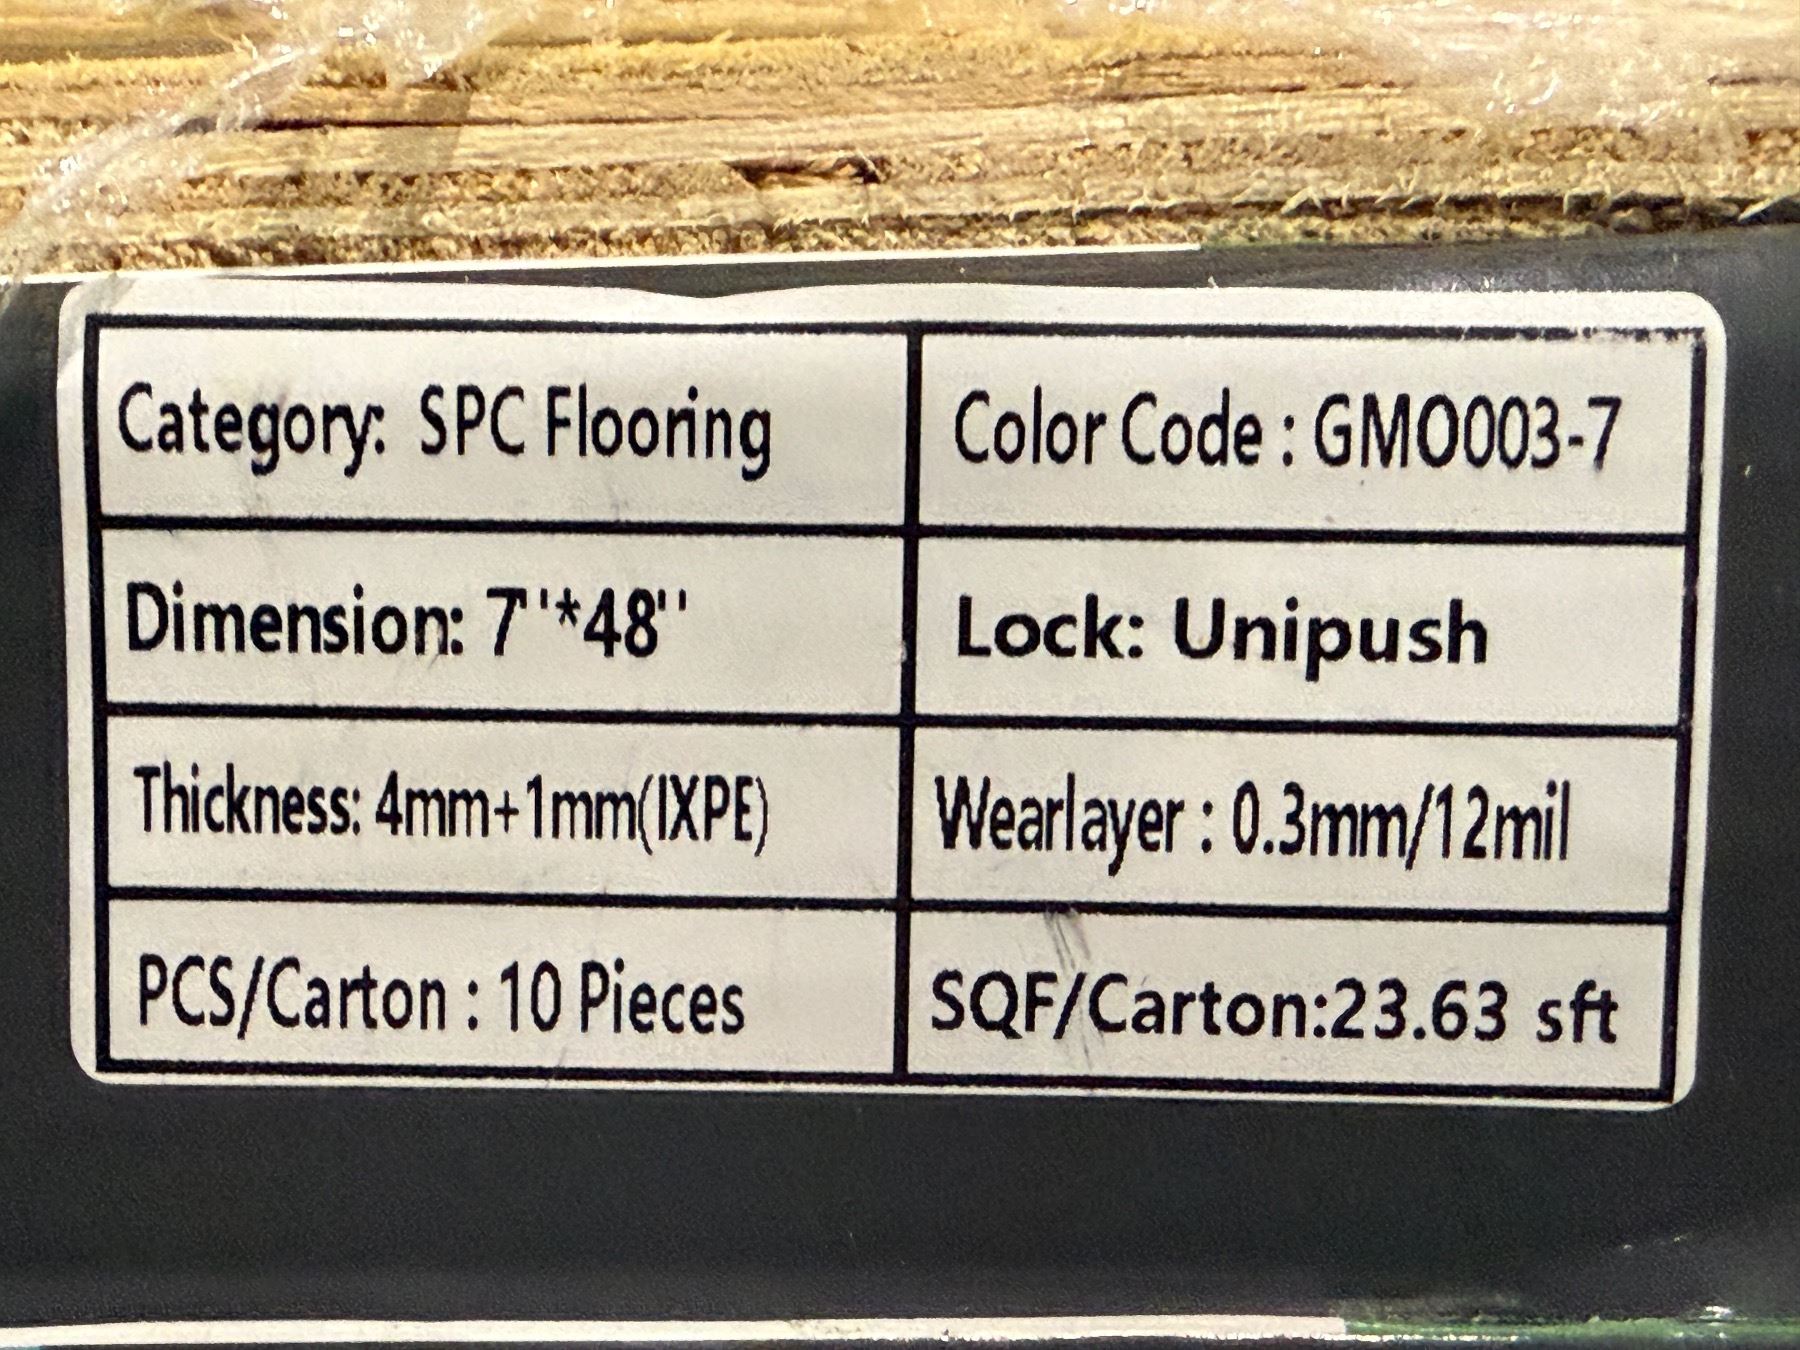 Category: SPC Flooring
Color Code : GMO003-7
Dimension: 7''*48''
Lock: Unipush
Thickness: 4mm+1mm(IXPE)
Wearlayer : 0.3mm/12mil
PCS/Carton : 10 Pieces
SQF/Carton:23.63 sft